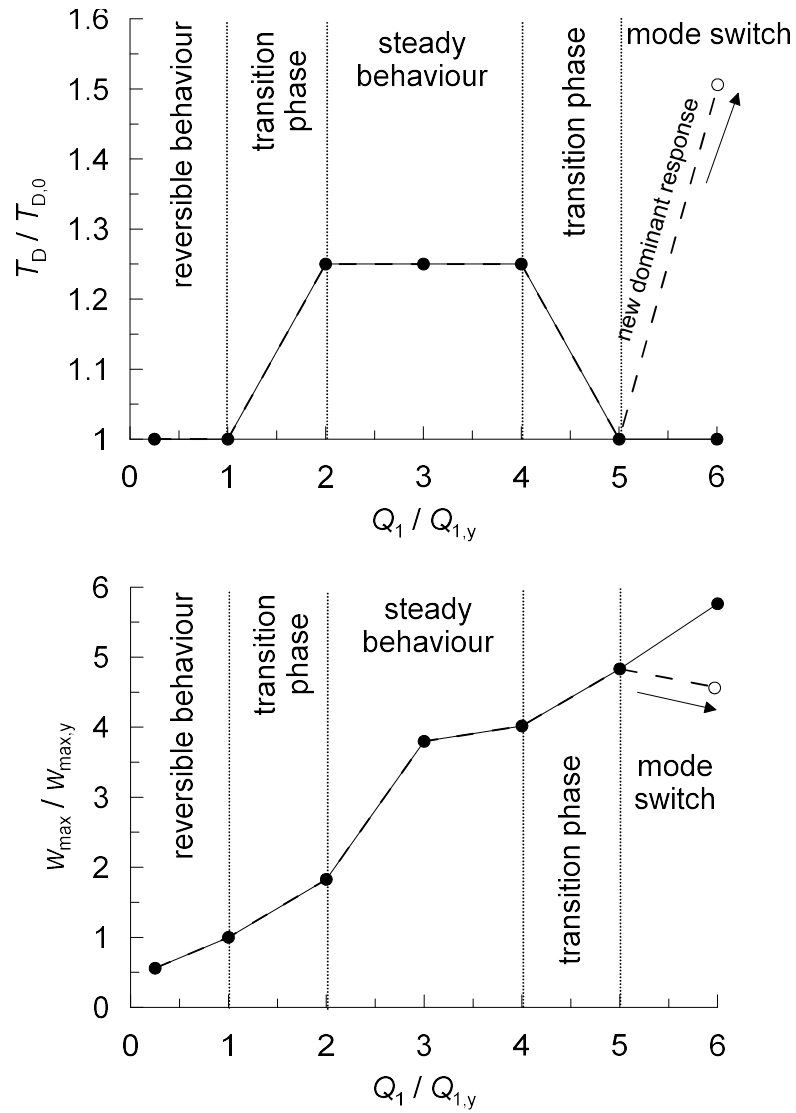 1.6
1.5
1.4
1.3
1.2
1.1
1
T_D / T_D,0
reversible behaviour
transition
phase
steady
behaviour
transition phase
mode switch
new dominant response
0 1 2 3 4 5 6
Q_1 / Q_1,y
6
5
4
3
2
1
0
w_max / w_max,y
reversible behaviour
transition
phase
steady
behaviour
transition phase
mode
switch
0 1 2 3 4 5 6
Q_1 / Q_1,y